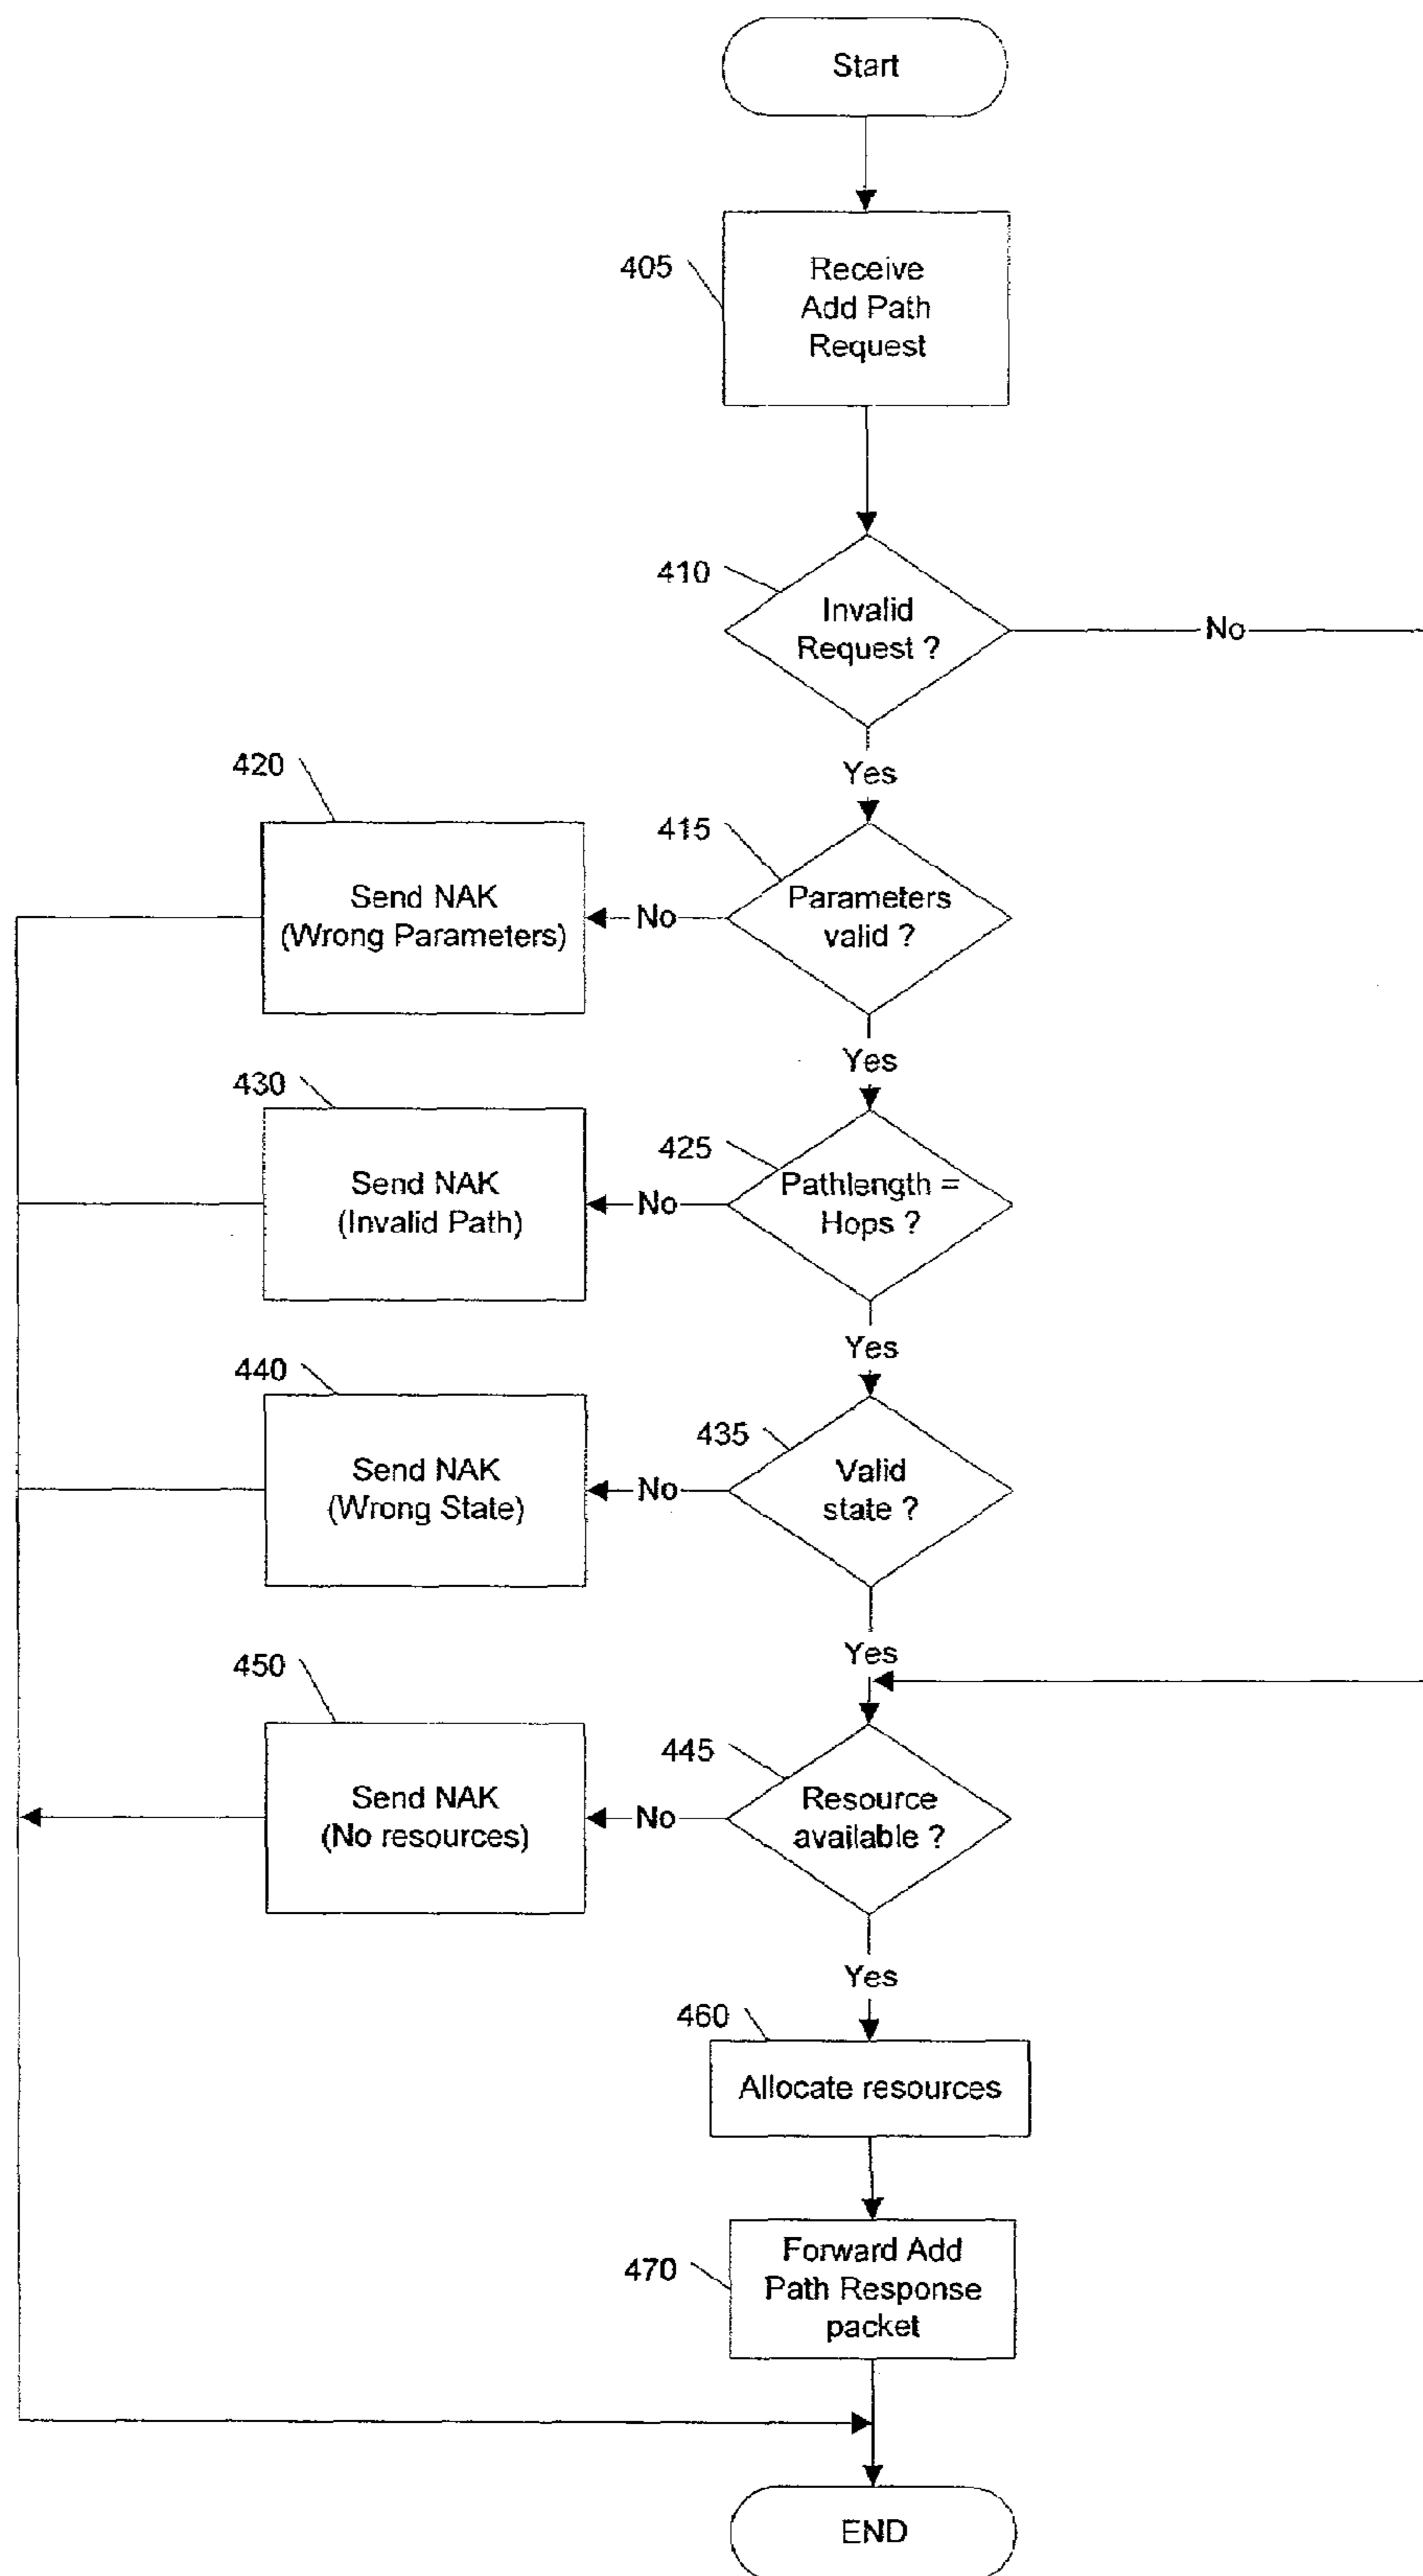 Start
405
Receive
Add Path
Request
410
Invalid
Request ?
No
Yes
420
Send NAK
(Wrong Parameters)
No
415
Parameters
valid ?
Yes
430
Send NAK
(Invalid Path)
No
425
Pathlength =
Hops ?
Yes
440
Send NAK
(Wrong State)
No
435
Valid
state ?
Yes
450
Send NAK
(No resources)
No
445
Resource
available ?
Yes
460
Allocate resources
470
Forward Add
Path Response
packet
END